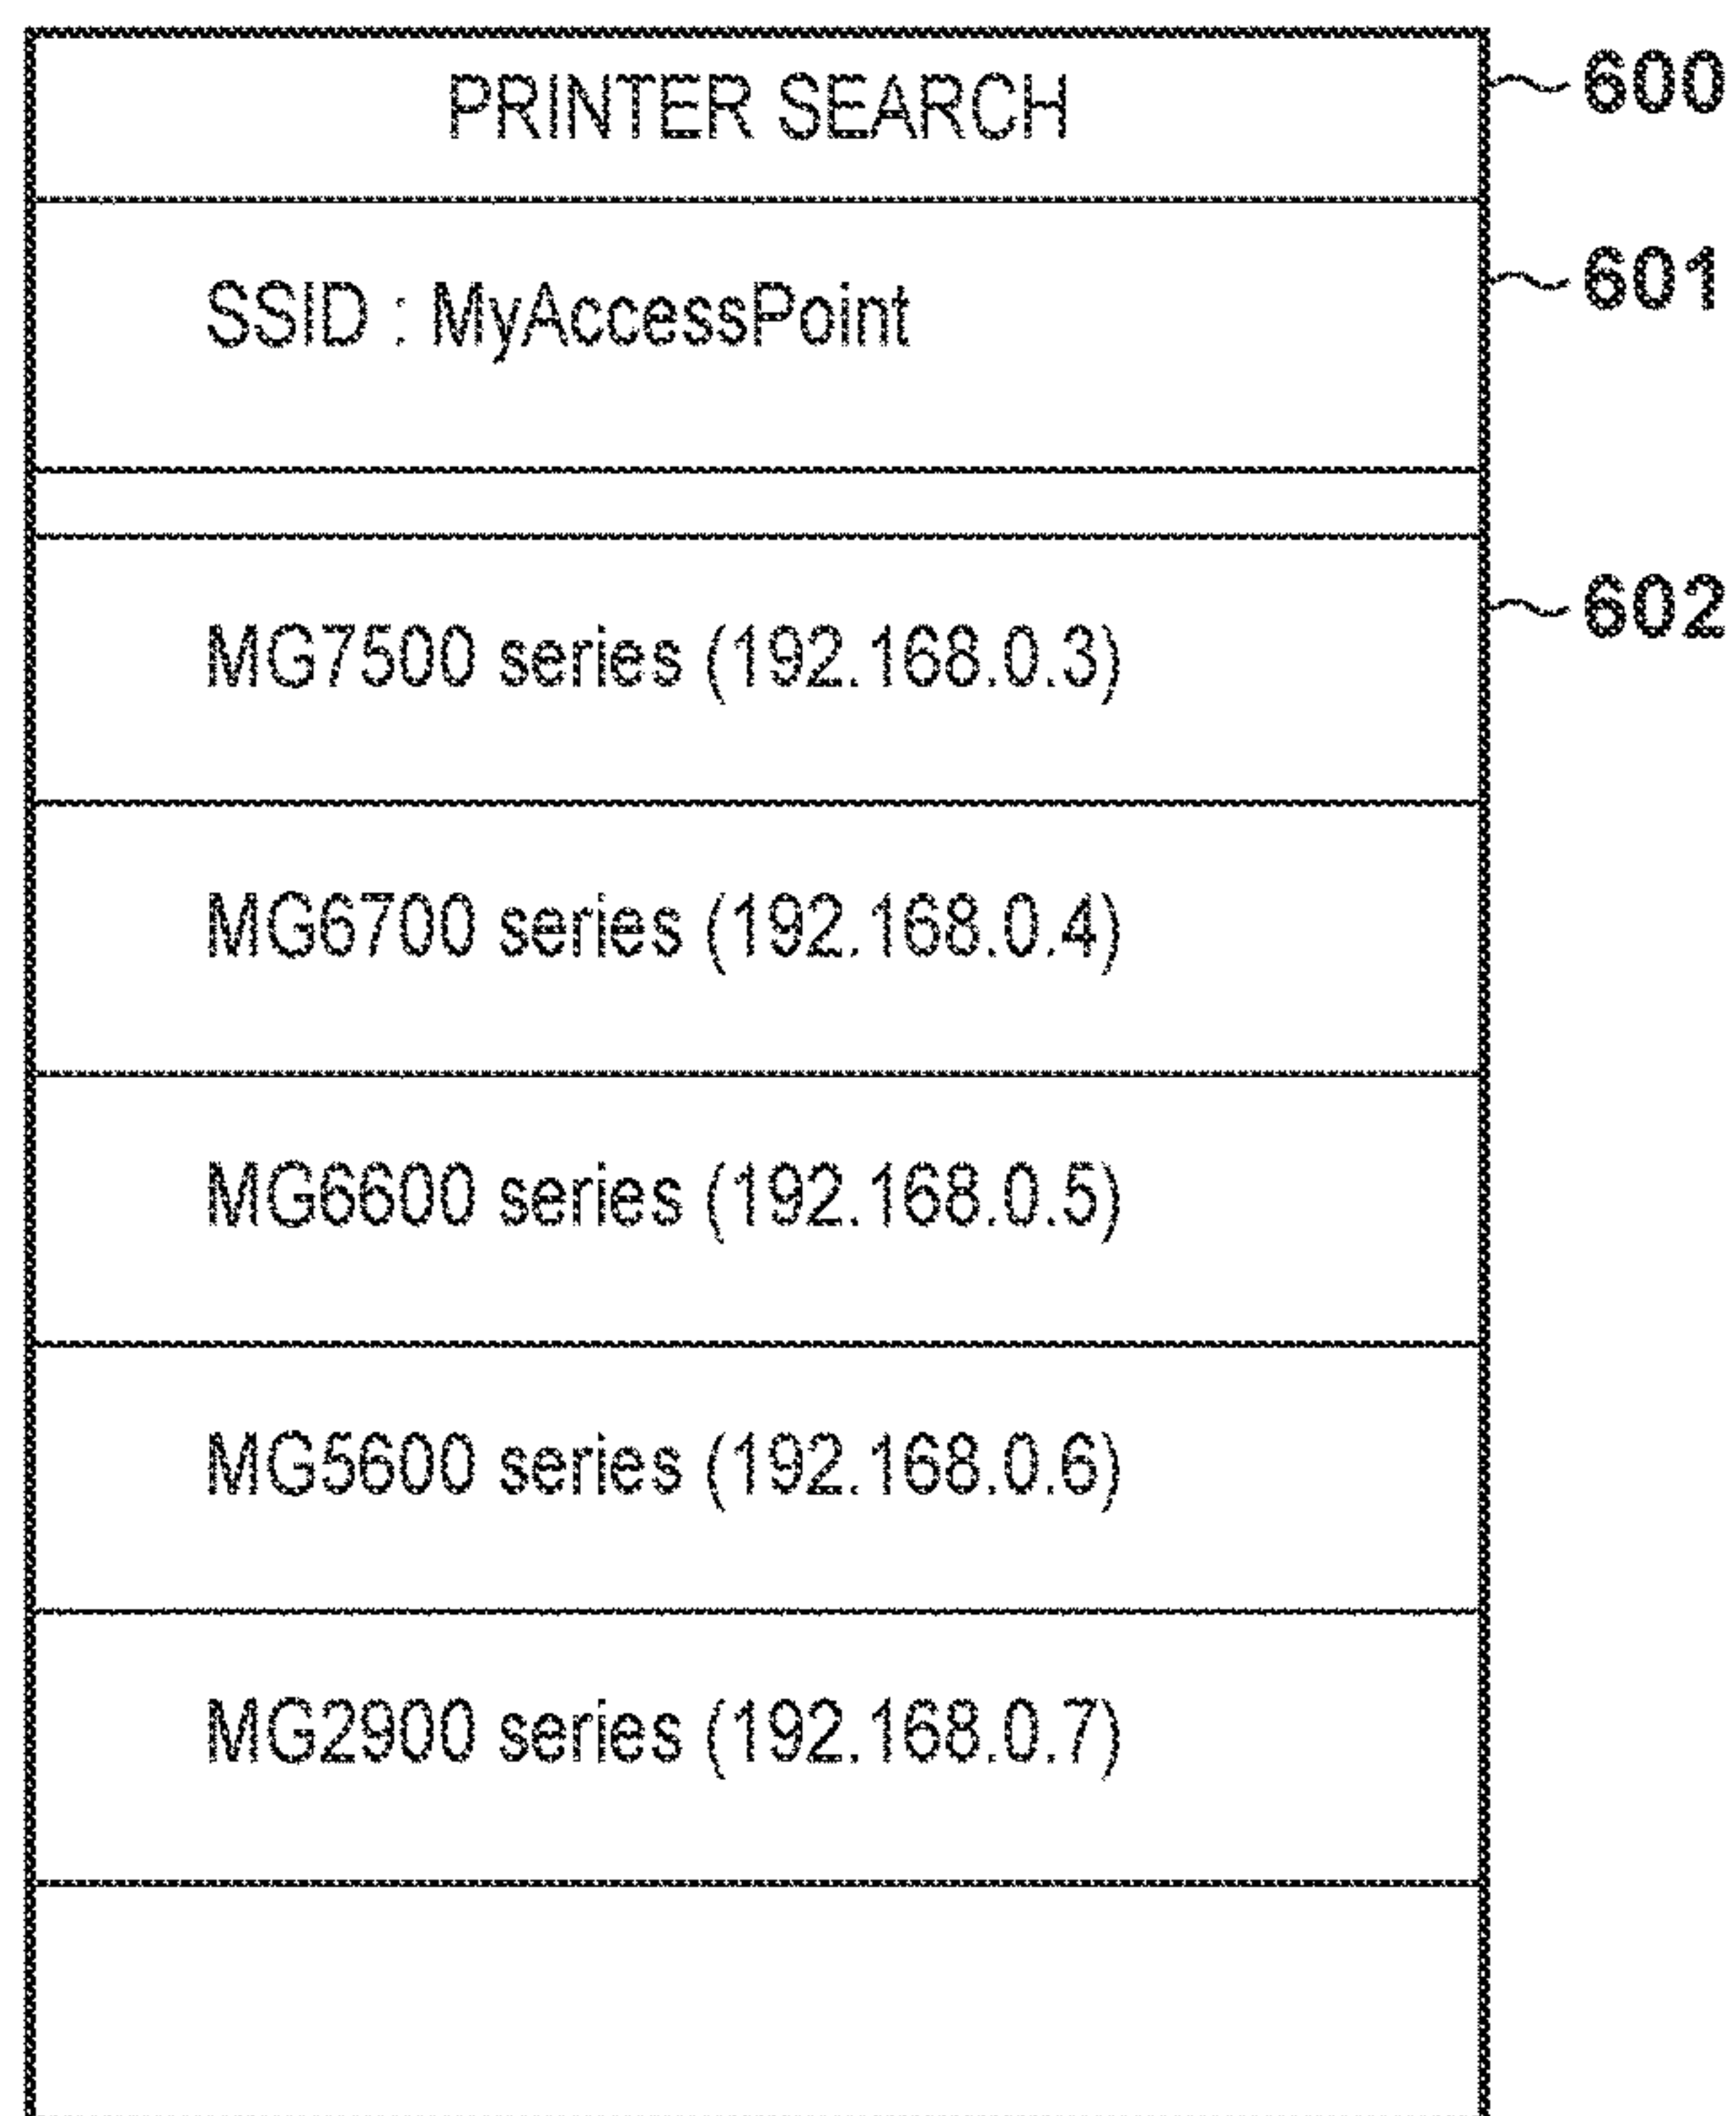 PRINTER SEARCH
600
SSID : MyAccessPoint
601
MG7500 series (192.168.0.3)
602
MG6700 series (192.168.0.4)
MG6600 series (192.168.0.5)
MG5600 series (192.168.0.6)
MG2900 series (192.168.0.7)